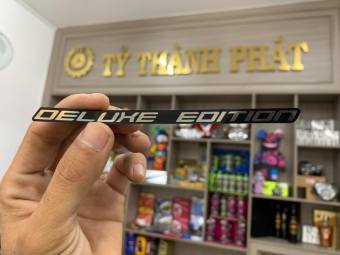 TỶ THÀNH PHÁT
DELUXE EDITION